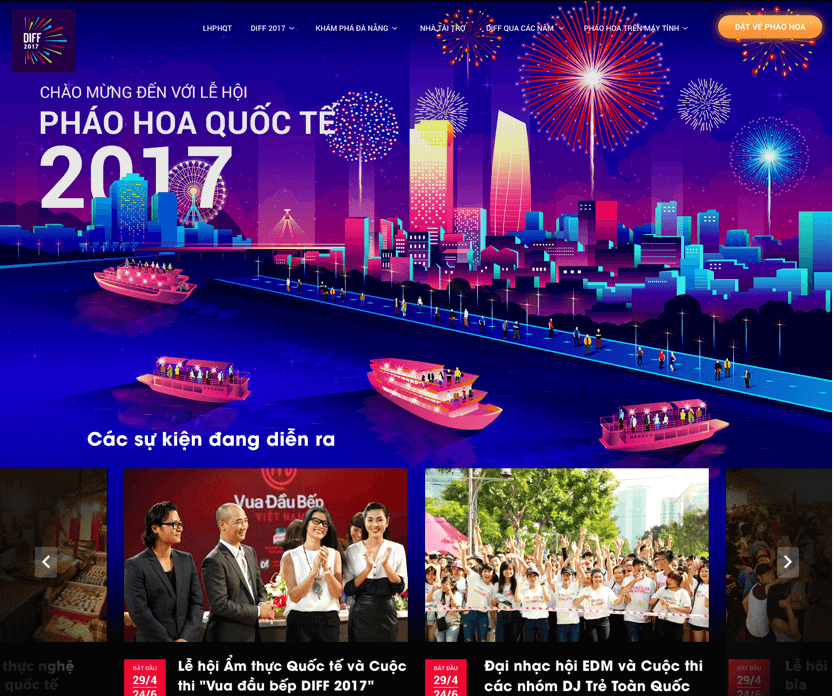 DIFF
2017
LHPHQT
DIFF 2017
KHÁM PHÁ ĐÀ NẴNG
NHÀ TÀI TRỢ
DIFF QUA CÁC NĂM
PHÁO HOA TRÊN MÁY TÍNH
ĐẶT VÉ PHÁO HOA
CHÀO MỪNG ĐẾN VỚI LỄ HỘI
PHÁO HOA QUỐC TẾ
2017
Các sự kiện đang diễn ra
Vua Đầu Bếp
VIỆT NAM
thực nghệ
quốc tế
BẮT ĐẦU
29/4
24/6
Lễ hội Ẩm thực Quốc tế và Cuộc
thi "Vua đầu bếp DIFF 2017"
BẮT ĐẦU
29/4
24/6
Đại nhạc hội EDM và Cuộc thi
các nhóm DJ Trẻ Toàn Quốc
BẮT ĐẦU
29/4
24/6
Lễ hội
bia